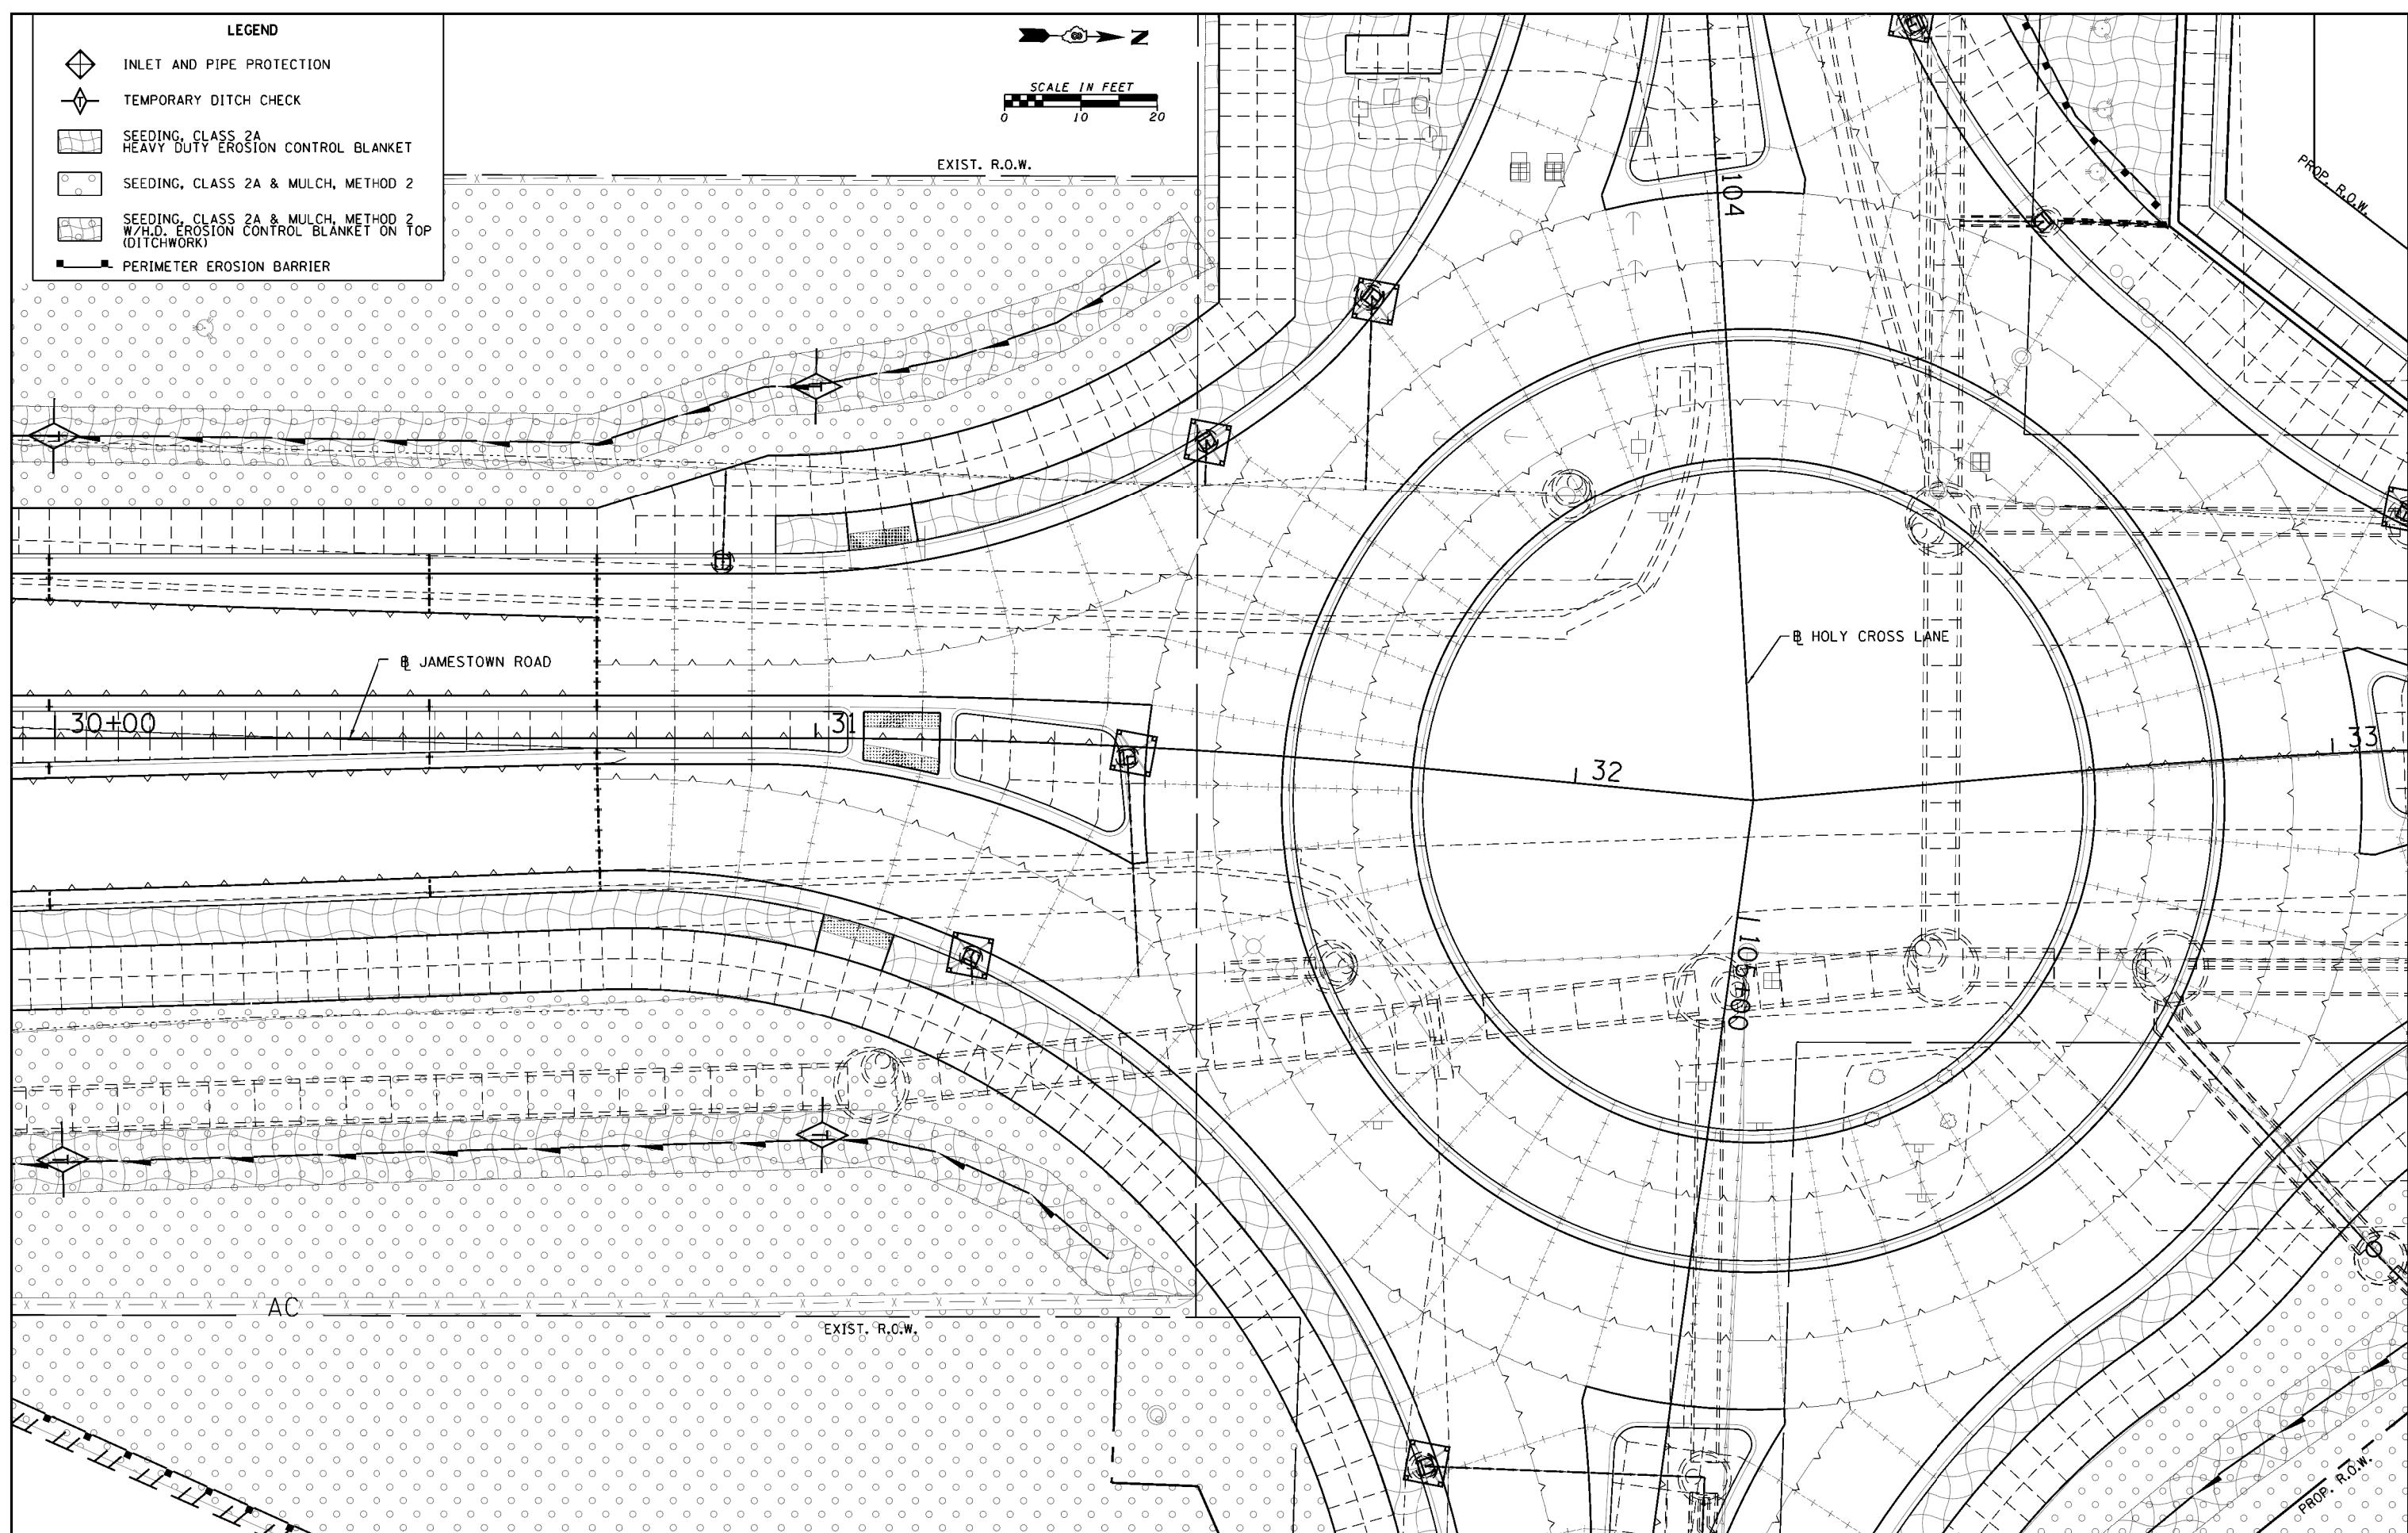 LEGEND
INLET AND PIPE PROTECTION
T
TEMPORARY DITCH CHECK
SEEDING, CLASS 2A
HEAVY DUTY EROSION CONTROL BLANKET
SEEDING, CLASS 2A & MULCH, METHOD 2
SEEDING, CLASS 2A & MULCH, METHOD 2
W/H.D. EROSION CONTROL BLANKET ON TOP
(DITCHWORK)
PERIMETER EROSION BARRIER
N
SCALE IN FEET
0 10 20
EXIST. R.O.W.
PROP. R.O.W.
104
T
T
℄ HOLY CROSS LANE
℄ JAMESTOWN ROAD
30+00
31
32
33
105+00
T
T
AC
EXIST. R.O.W.
PROP. R.O.W.